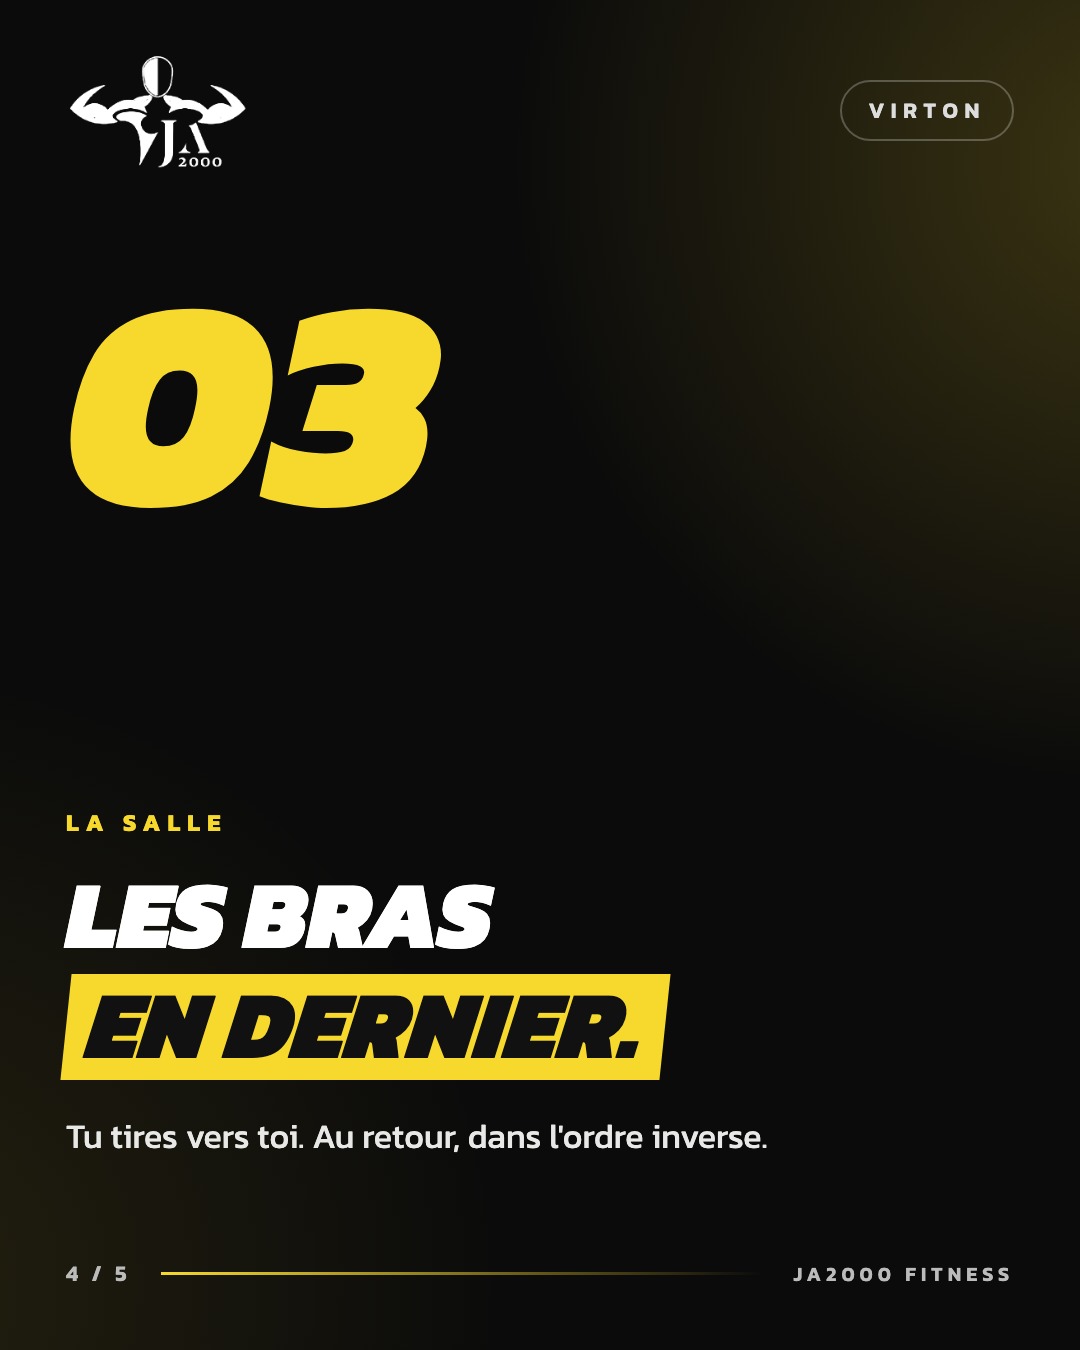 JA
2000
VIRTON
03
LA SALLE
LES BRAS
EN DERNIER.
Tu tires vers toi. Au retour, dans l'ordre inverse.
4 / 5
JA2000 FITNESS